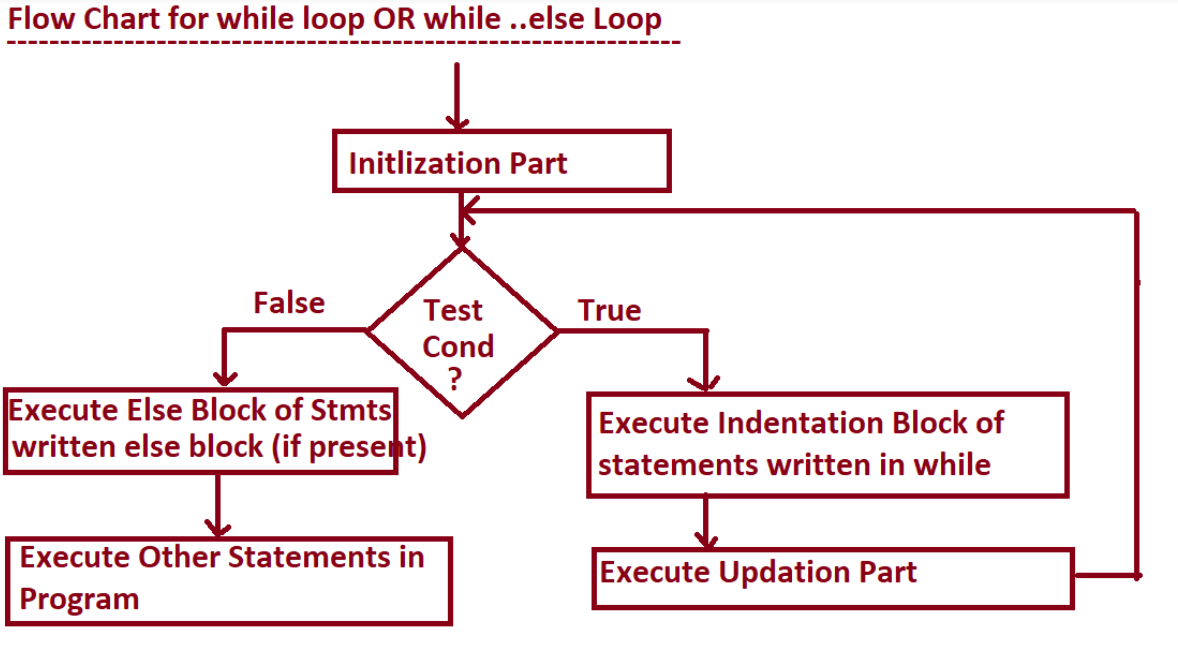 Flow Chart for while loop OR while ..else Loop
Initlization Part
False
Test
Cond
?
True
Execute Else Block of Stmts
written else block (if present)
Execute Indentation Block of
statements written in while
Execute Other Statements in
Program
Execute Updation Part